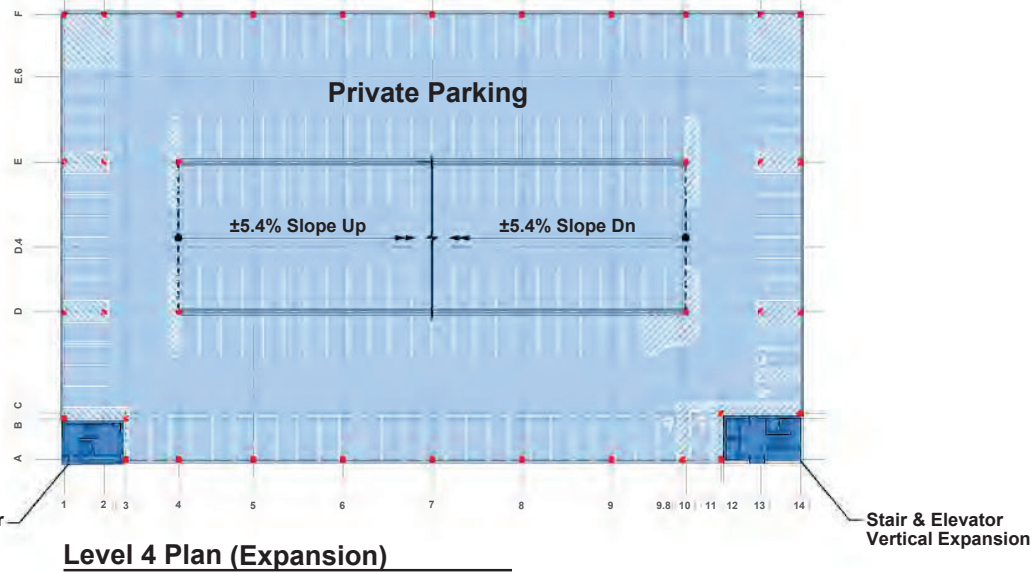 F
E.6
Private Parking
E
±5.4% Slope Up
±5.4% Slope Dn
D.4
D
C
B
A
1 2 3 4 5 6 7 8 9 9.8 10 11 12 13 14
r
Stair & Elevator
Vertical Expansion
Level 4 Plan (Expansion)